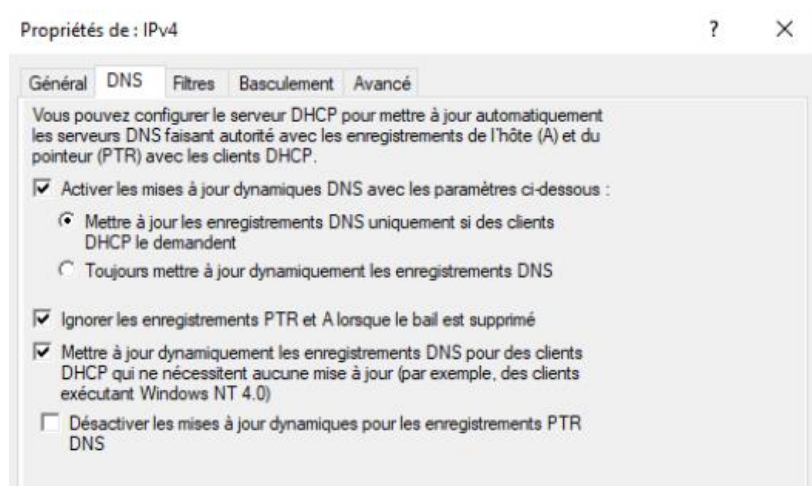 Propriétés de : IPv4 ? ×
Général DNS Filtres Basculement Avancé
Vous pouvez configurer le serveur DHCP pour mettre à jour automatiquement
les serveurs DNS faisant autorité avec les enregistrements de l'hôte (A) et du
pointeur (PTR) avec les clients DHCP.
Activer les mises à jour dynamiques DNS avec les paramètres ci-dessous :
Mettre à jour les enregistrements DNS uniquement si des clients
DHCP le demandent
Toujours mettre à jour dynamiquement les enregistrements DNS
Ignorer les enregistrements PTR et A lorsque le bail est supprimé
Mettre à jour dynamiquement les enregistrements DNS pour des clients
DHCP qui ne nécessitent aucune mise à jour (par exemple, des clients
exécutant Windows NT 4.0)
Désactiver les mises à jour dynamiques pour les enregistrements PTR
DNS